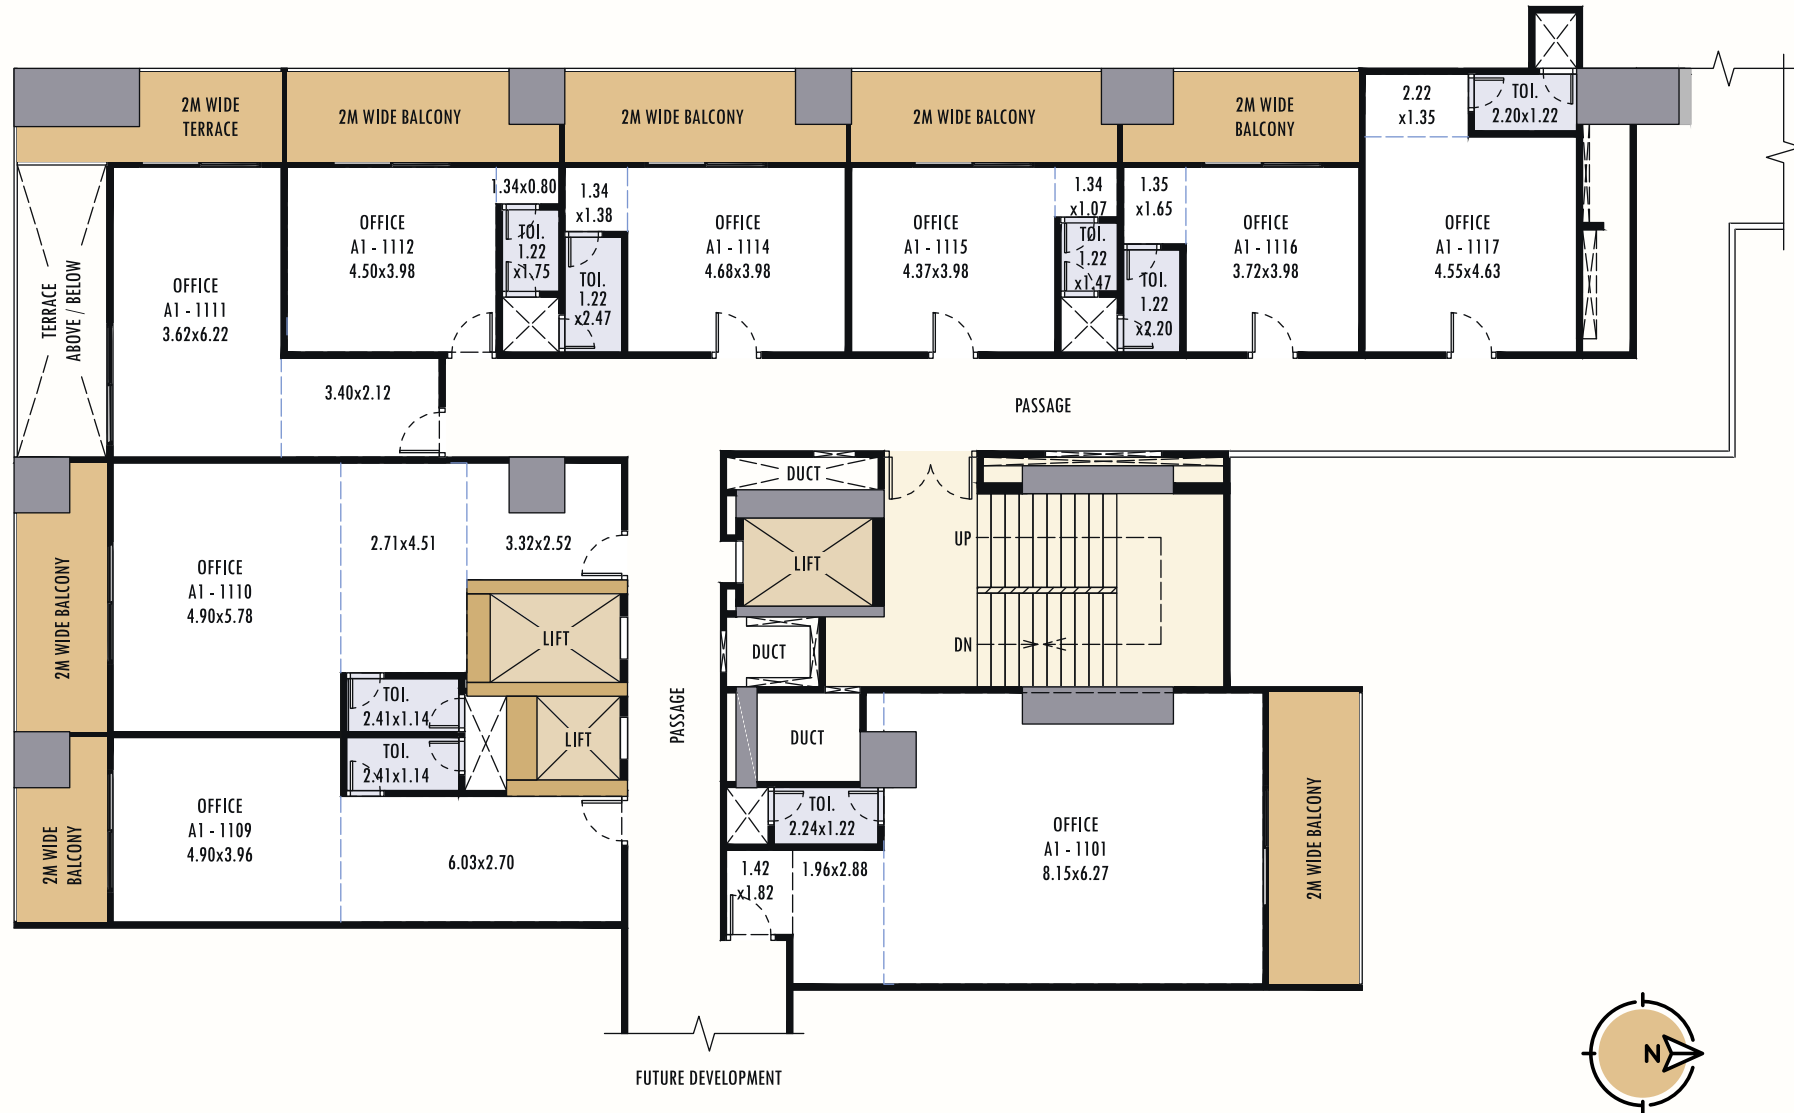 2M WIDE
TERRACE
2M WIDE BALCONY
2M WIDE BALCONY
2M WIDE BALCONY
2M WIDE
BALCONY
2.22
x1.35
TOI.
2.20x1.22
TERRACE
ABOVE / BELOW
OFFICE
A1 - 1111
3.62x6.22
3.40x2.12
OFFICE
A1 - 1112
4.50x3.98
1.34x0.80
TOI.
1.22
x1.75
1.34
x1.38
TOI.
1.22
x2.47
OFFICE
A1 - 1114
4.68x3.98
OFFICE
A1 - 1115
4.37x3.98
1.34
x1.07
TOI.
1.22
x1.47
1.35
x1.65
TOI.
1.22
x2.20
OFFICE
A1 - 1116
3.72x3.98
OFFICE
A1 - 1117
4.55x4.63
PASSAGE
2M WIDE BALCONY
OFFICE
A1 - 1110
4.90x5.78
2.71x4.51
3.32x2.52
LIFT
TOI.
2.41x1.14
TOI.
2.41x1.14
LIFT
2M WIDE
BALCONY
OFFICE
A1 - 1109
4.90x3.96
6.03x2.70
PASSAGE
DUCT
LIFT
DUCT
UP
DN
DUCT
TOI.
2.24x1.22
1.42
x1.82
1.96x2.88
OFFICE
A1 - 1101
8.15x6.27
2M WIDE BALCONY
FUTURE DEVELOPMENT
N